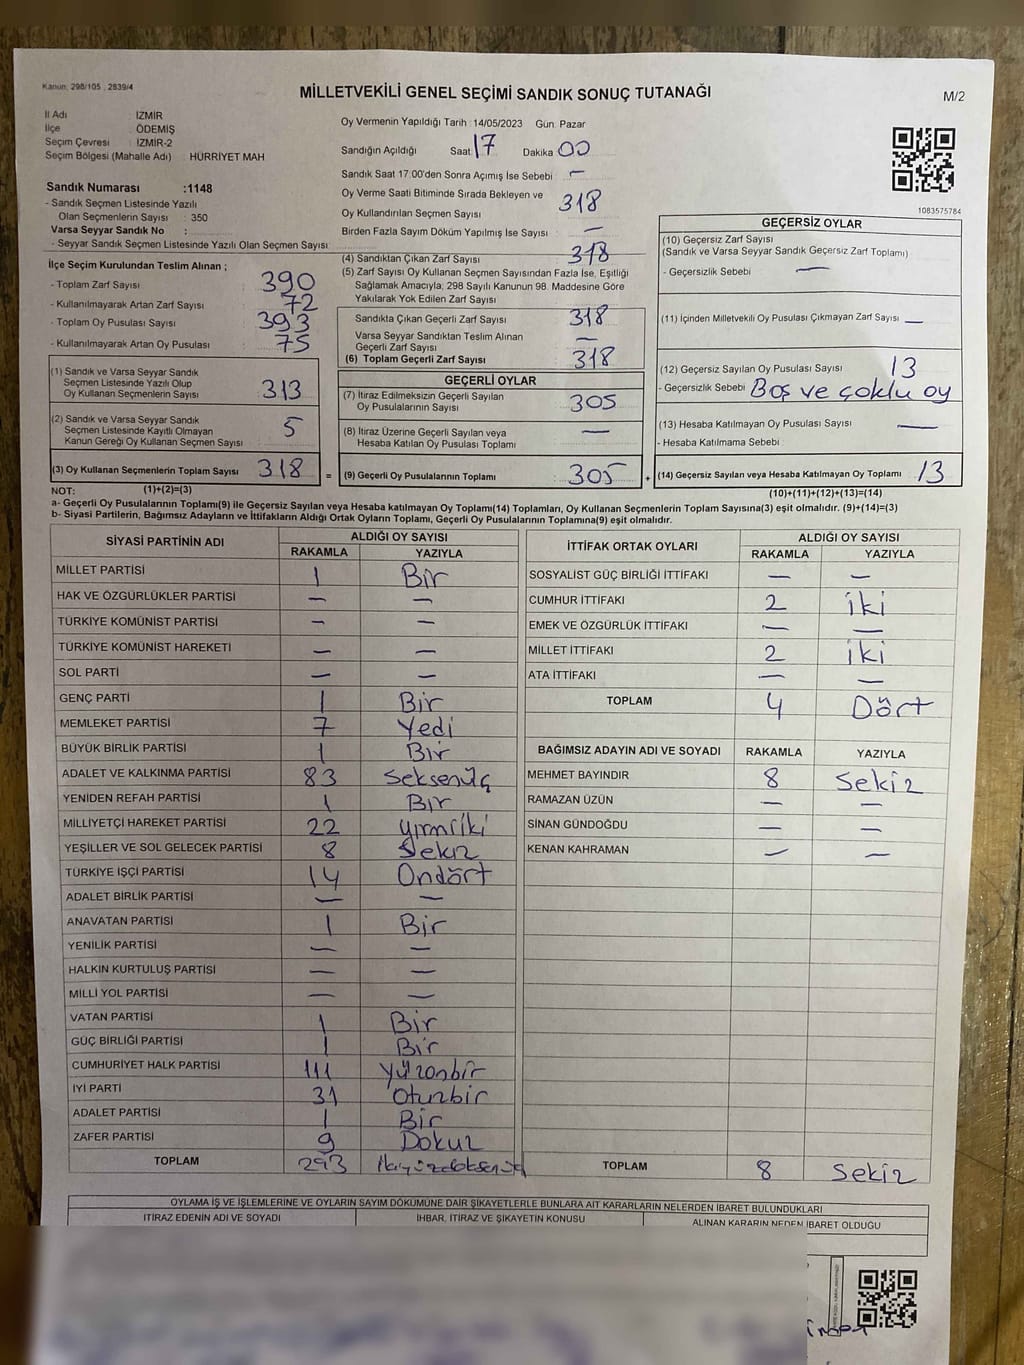 Kanun: 298/105 , 2839/4
MİLLETVEKİLİ GENEL SEÇİMİ SANDIK SONUÇ TUTANAĞI
M/2
İl Adı : İZMİR
İlçe : ÖDEMİŞ
Seçim Çevresi : İZMİR-2
Seçim Bölgesi (Mahalle Adı) : HÜRRİYET MAH
Sandık Numarası :1148
- Sandık Seçmen Listesinde Yazılı
Olan Seçmenlerin Sayısı : 350
Varsa Seyyar Sandık No :
- Seyyar Sandık Seçmen Listesinde Yazılı Olan Seçmen Sayısı :
Oy Vermenin Yapıldığı Tarih : 14/05/2023 Gün: Pazar
Sandığın Açıldığı Saat: 17 Dakika 00
Sandık Saat 17:00'den Sonra Açımış İse Sebebi : —
Oy Verme Saati Bitiminde Sırada Bekleyen ve
Oy Kullandırılan Seçmen Sayısı : 318
Birden Fazla Sayım Döküm Yapılmış İse Sayısı : —
1083575784
İlçe Seçim Kurulundan Teslim Alınan ;
- Toplam Zarf Sayısı : 390
- Kullanılmayarak Artan Zarf Sayısı : 72
- Toplam Oy Pusulası Sayısı : 393
- Kullanılmayarak Artan Oy Pusulası : 75
(1) Sandık ve Varsa Seyyar Sandık
Seçmen Listesinde Yazılı Olup
Oy Kullanan Seçmenlerin Sayısı : 313
(2) Sandık ve Varsa Seyyar Sandık
Seçmen Listesinde Kayıtlı Olmayan
Kanun Gereği Oy Kullanan Seçmen Sayısı : 5
(3) Oy Kullanan Seçmenlerin Toplam Sayısı : 318 =
(4) Sandıktan Çıkan Zarf Sayısı : 318
(5) Zarf Sayısı Oy Kullanan Seçmen Sayısından Fazla İse, Eşitliği
Sağlamak Amacıyla; 298 Sayılı Kanunun 98. Maddesine Göre
Yakılarak Yok Edilen Zarf Sayısı :
Sandıkta Çıkan Geçerli Zarf Sayısı : 318
Varsa Seyyar Sandıktan Teslim Alınan
Geçerli Zarf Sayısı : —
(6) Toplam Geçerli Zarf Sayısı : 318
GEÇERLİ OYLAR
(7) İtiraz Edilmeksizin Geçerli Sayılan
Oy Pusulalarının Sayısı : 305
(8) İtiraz Üzerine Geçerli Sayılan veya
Hesaba Katılan Oy Pusulası Toplamı : —
(9) Geçerli Oy Pusulalarının Toplamı : 305 +
GEÇERSİZ OYLAR
(10) Geçersiz Zarf Sayısı
(Sandık ve Varsa Seyyar Sandık Geçersiz Zarf Toplamı)
- Geçersizlik Sebebi : —
(11) İçinden Milletvekili Oy Pusulası Çıkmayan Zarf Sayısı : —
(12) Geçersiz Sayılan Oy Pusulası Sayısı : 13
- Geçersizlik Sebebi : Boş ve çoklu oy
(13) Hesaba Katılmayan Oy Pusulası Sayısı : —
- Hesaba Katılmama Sebebi :
(14) Geçersiz Sayılan veya Hesaba Katılmayan Oy Toplamı : 13
NOT: (1)+(2)=(3)
(10)+(11)+(12)+(13)=(14)
a- Geçerli Oy Pusulalarının Toplamı(9) ile Geçersiz Sayılan veya Hesaba katılmayan Oy Toplamı(14) Toplamları, Oy Kullanan Seçmenlerin Toplam Sayısına(3) eşit olmalıdır. (9)+(14)=(3)
b- Siyasi Partilerin, Bağımsız Adayların ve İttifakların Aldığı Ortak Oyların Toplamı, Geçerli Oy Pusulalarının Toplamına(9) eşit olmalıdır.
SİYASİ PARTİNİN ADI ALDIĞI OY SAYISI
RAKAMLA YAZIYLA
MİLLET PARTİSİ 1 Bir
HAK VE ÖZGÜRLÜKLER PARTİSİ — —
TÜRKİYE KOMÜNİST PARTİSİ — —
TÜRKİYE KOMÜNİST HAREKETİ — —
SOL PARTİ — —
GENÇ PARTİ 1 Bir
MEMLEKET PARTİSİ 7 Yedi
BÜYÜK BİRLİK PARTİSİ 1 Bir
ADALET VE KALKINMA PARTİSİ 83 Seksenüç
YENİDEN REFAH PARTİSİ 1 Bir
MİLLİYETÇİ HAREKET PARTİSİ 22 yirmiiki
YEŞİLLER VE SOL GELECEK PARTİSİ 8 Sekiz
TÜRKİYE İŞÇİ PARTİSİ 14 Ondört
ADALET BİRLİK PARTİSİ — —
ANAVATAN PARTİSİ 1 Bir
YENİLİK PARTİSİ — —
HALKIN KURTULUŞ PARTİSİ — —
MİLLİ YOL PARTİSİ — —
VATAN PARTİSİ 1 Bir
GÜÇ BİRLİĞİ PARTİSİ 1 Bir
CUMHURİYET HALK PARTİSİ 111 yüzonbir
İYİ PARTİ 31 Otuzbir
ADALET PARTİSİ 1 Bir
ZAFER PARTİSİ 9 Dokuz
TOPLAM 293
İTTİFAK ORTAK OYLARI ALDIĞI OY SAYISI
RAKAMLA YAZIYLA
SOSYALİST GÜÇ BİRLİĞİ İTTİFAKI — —
CUMHUR İTTİFAKI 2 iki
EMEK VE ÖZGÜRLÜK İTTİFAKI — —
MİLLET İTTİFAKI 2 iki
ATA İTTİFAKI — —
TOPLAM 4 Dört
BAĞIMSIZ ADAYIN ADI VE SOYADI RAKAMLA YAZIYLA
MEHMET BAYINDIR 8 Sekiz
RAMAZAN ÜZÜN — —
SİNAN GÜNDOĞDU — —
KENAN KAHRAMAN — —
TOPLAM 8 Sekiz
OYLAMA İŞ VE İŞLEMLERİNE VE OYLARIN SAYIM DÖKÜMÜNE DAİR ŞİKAYETLERLE BUNLARA AİT KARARLARIN NELERDEN İBARET BULUNDUKLARI
İTİRAZ EDENİN ADI VE SOYADI İHBAR, İTİRAZ VE ŞİKAYETİN KONUSU ALINAN KARARIN NEDEN İBARET OLDUĞU